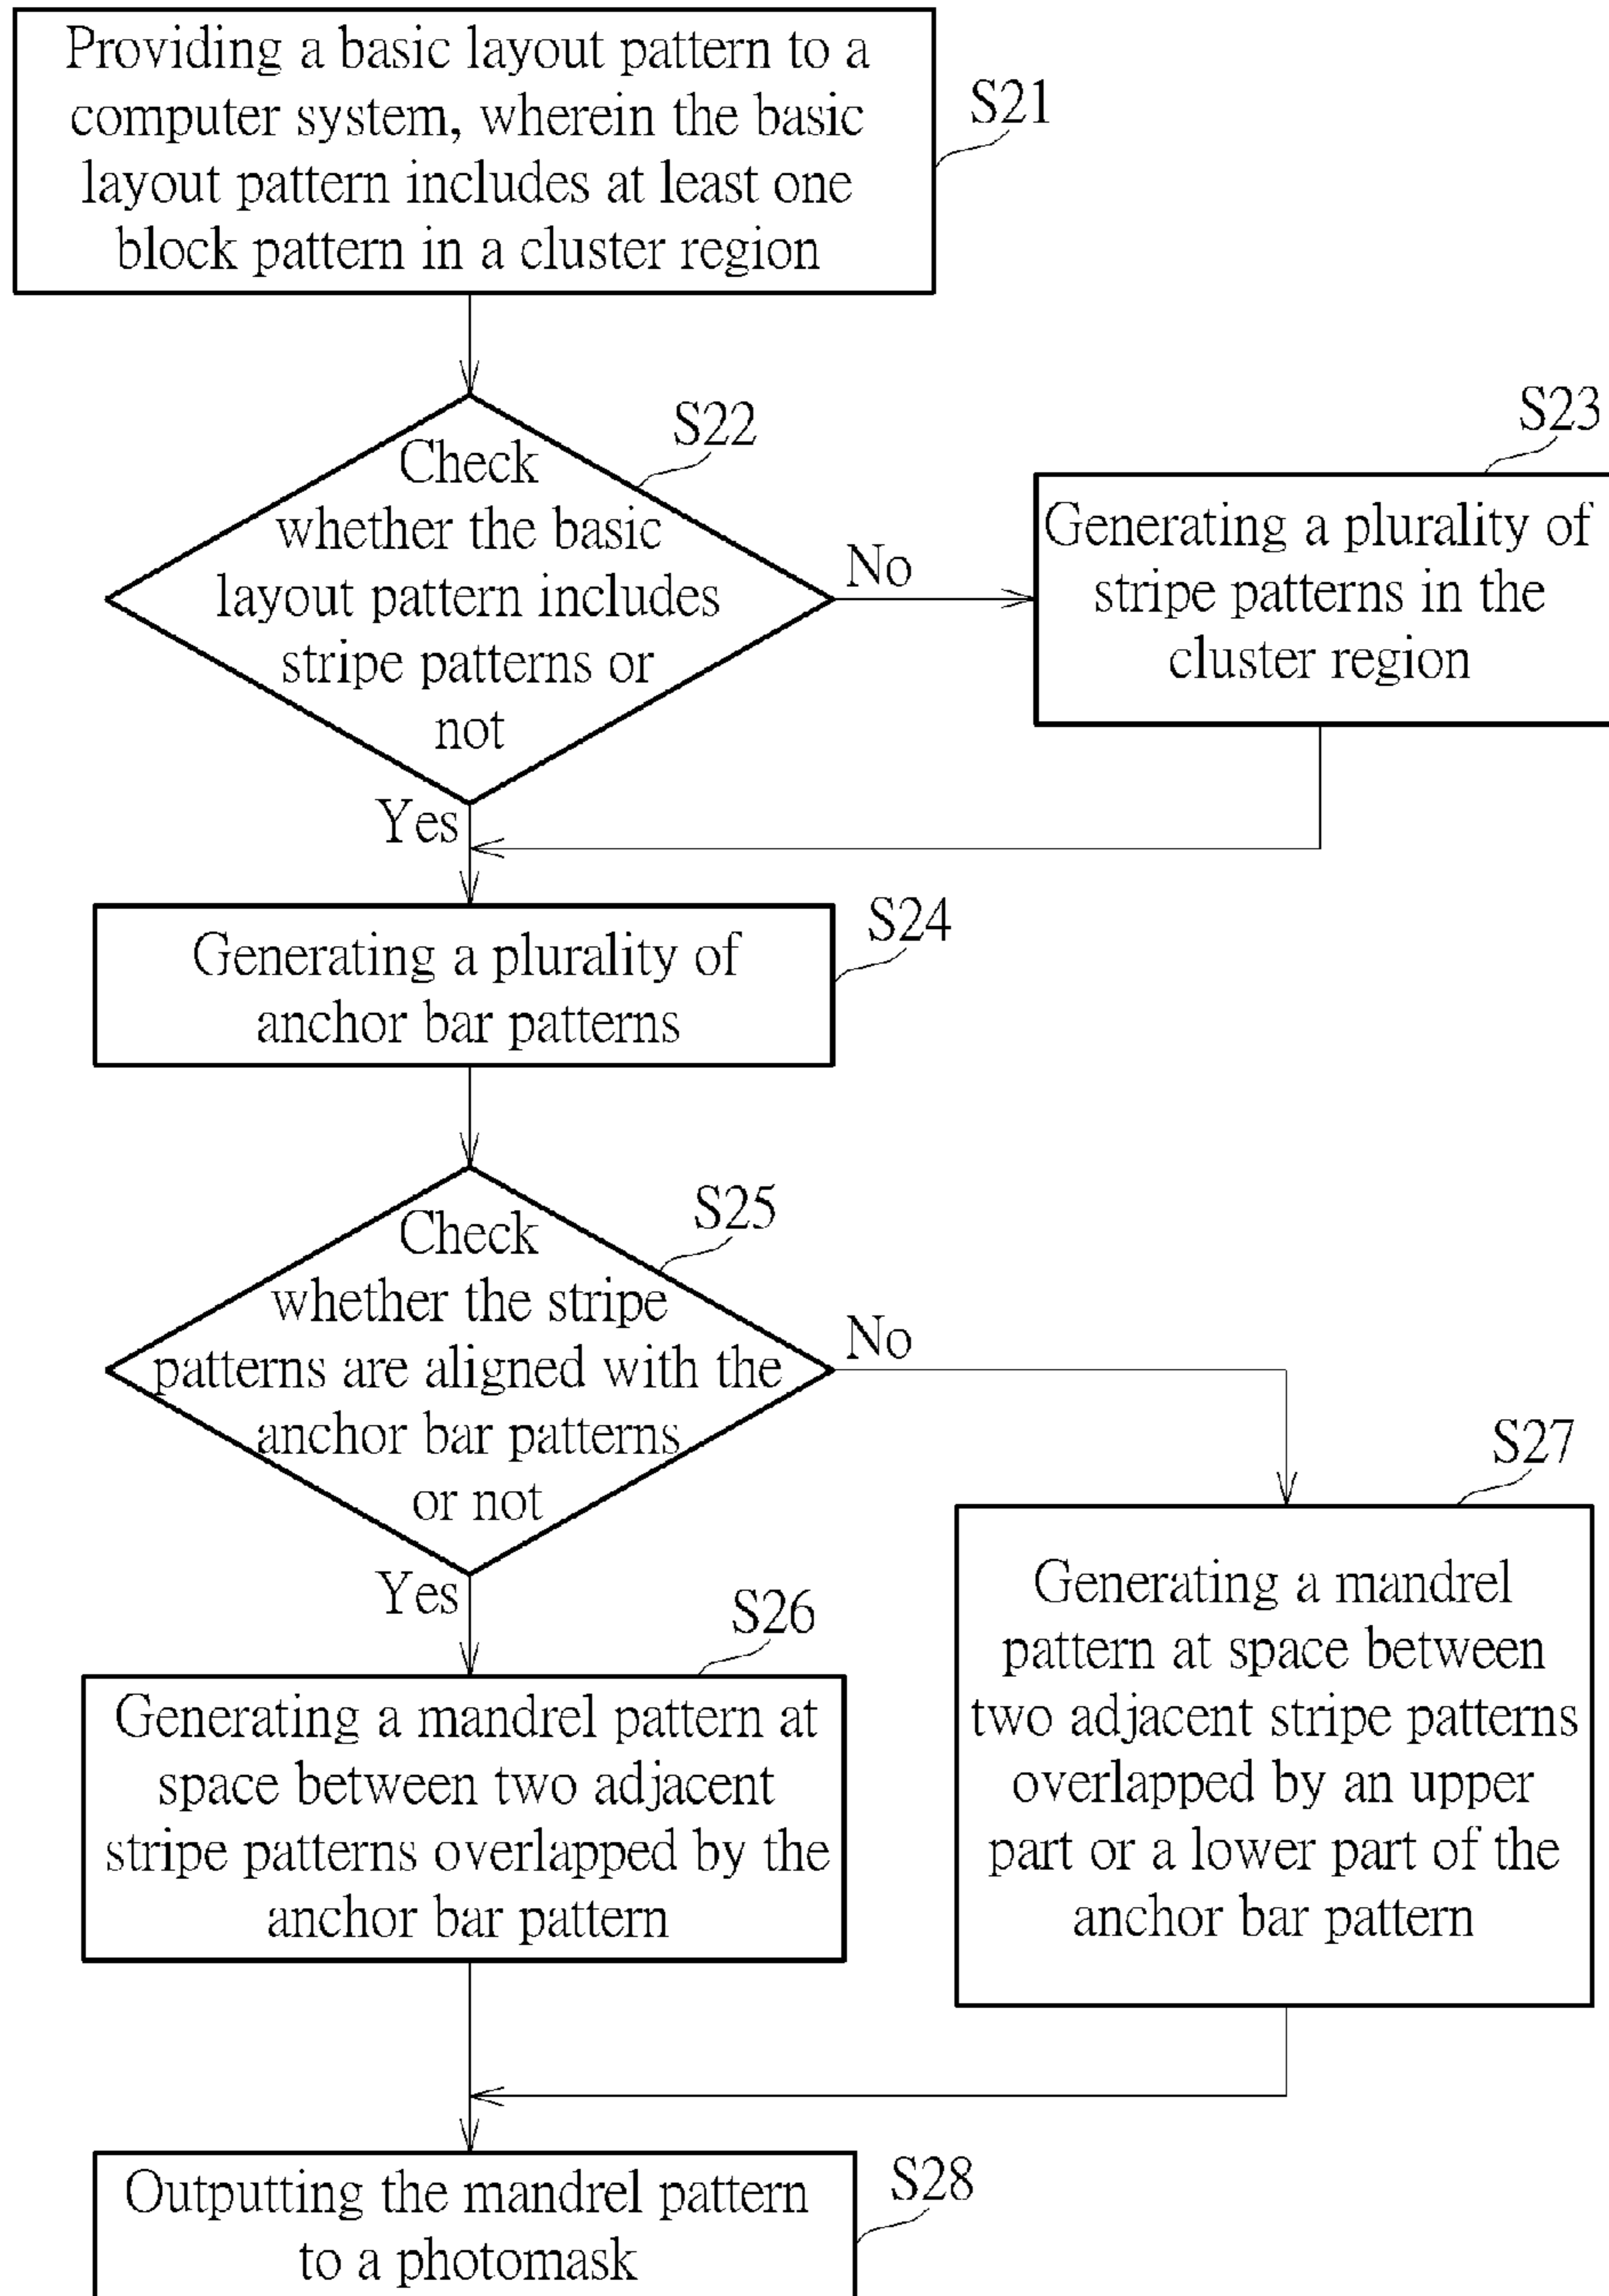 Providing a basic layout pattern to a
computer system, wherein the basic
layout pattern includes at least one
block pattern in a cluster region
S21
S22
Check
whether the basic
layout pattern includes
stripe patterns or
not
No
Yes
S23
Generating a plurality of
stripe patterns in the
cluster region
S24
Generating a plurality of
anchor bar patterns
S25
Check
whether the stripe
patterns are aligned with the
anchor bar patterns
or not
No
Yes
S26
Generating a mandrel pattern at
space between two adjacent
stripe patterns overlapped by the
anchor bar pattern
S27
Generating a mandrel
pattern at space between
two adjacent stripe patterns
overlapped by an upper
part or a lower part of the
anchor bar pattern
S28
Outputting the mandrel pattern
to a photomask